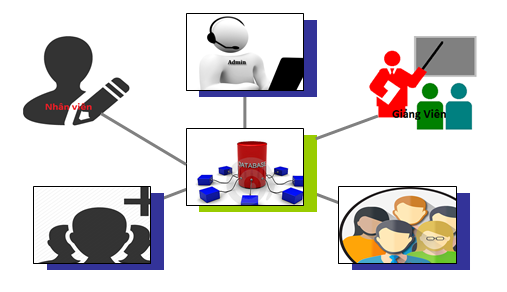 Admin
Nhân viên
Giảng Viên
DATABASE